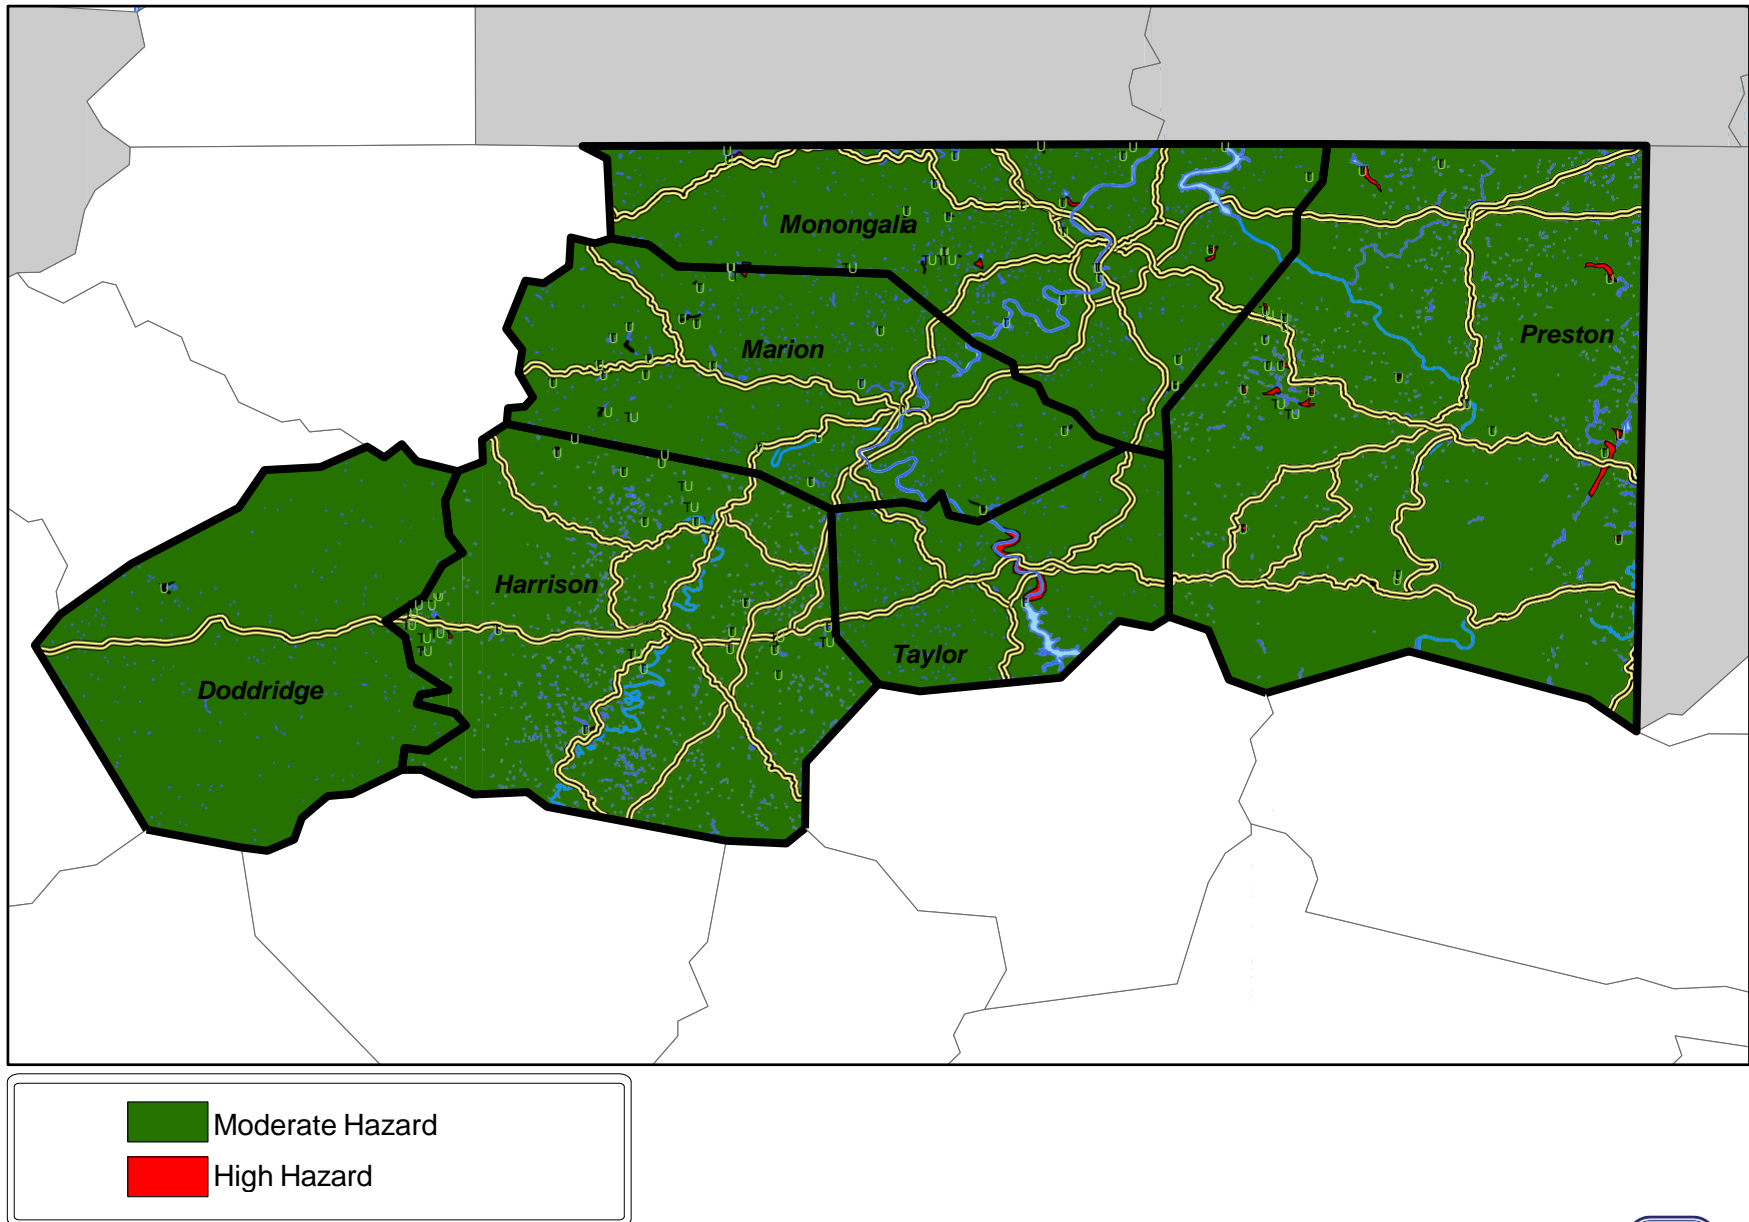 Monongalia
Marion
Preston
Harrison
Taylor
Doddridge
Moderate Hazard
High Hazard